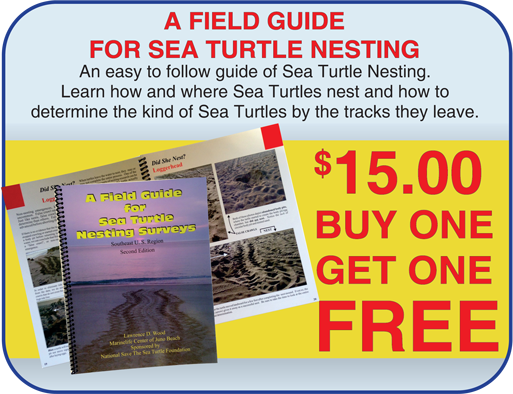 A FIELD GUIDE
FOR SEA TURTLE NESTING
An easy to follow guide of Sea Turtle Nesting.
Learn how and where Sea Turtles nest and how to
determine the kind of Sea Turtles by the tracks they leave.
Did She Nest?
Loggerhead
Did She Nest?
A Field Guide
for
Sea Turtle
Nesting Surveys
Southeast U. S. Region
Second Edition
Lawrence D. Wood
Marinelife Center of Juno Beach
Sponsored by
National Save The Sea Turtle Foundation
$15.00
BUY ONE
GET ONE
FREE